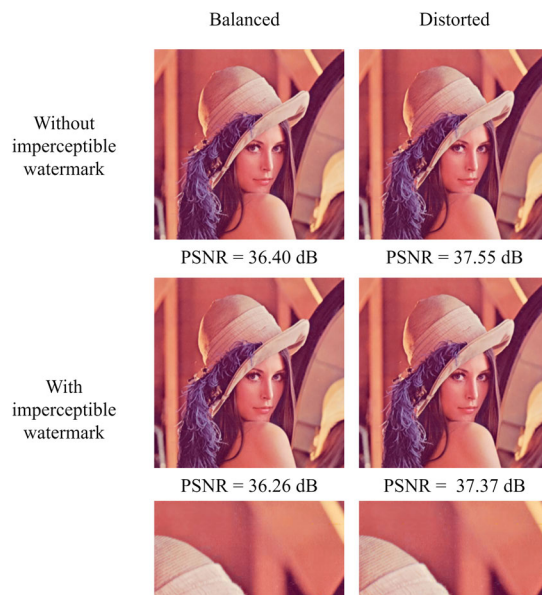 Balanced Distorted
Without
imperceptible
watermark
PSNR = 36.40 dB PSNR = 37.55 dB
With
imperceptible
watermark
PSNR = 36.26 dB PSNR =  37.37 dB